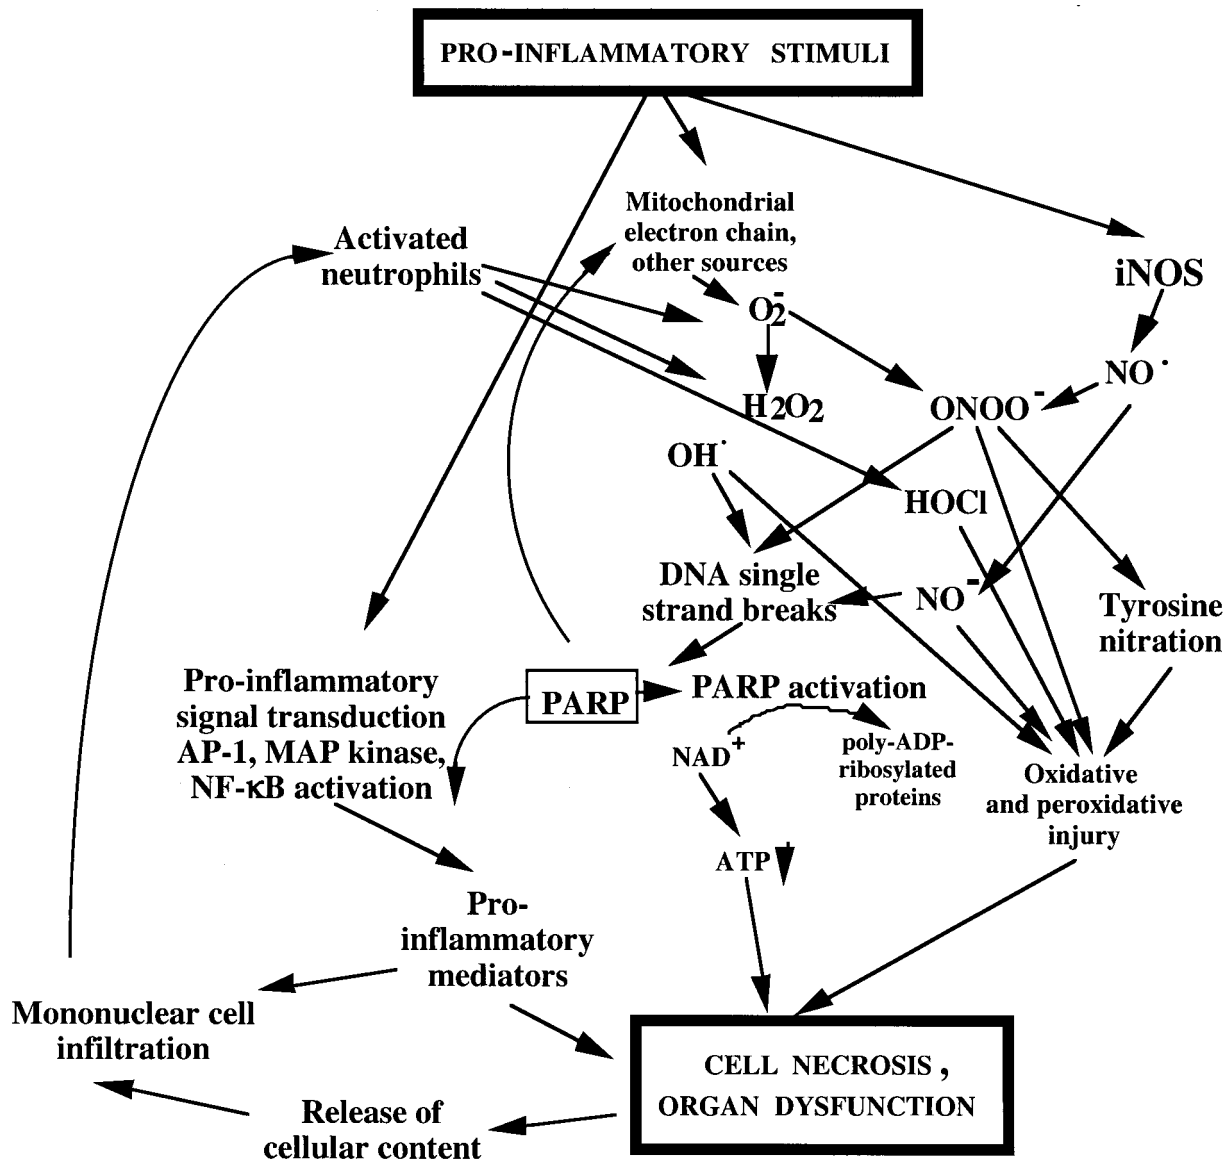 PRO-INFLAMMATORY STIMULI
Mitochondrial
electron chain,
other sources
Activated
neutrophils
iNOS
O2-
NO·
H2O2
ONOO-
OH·
HOCl
DNA single
strand breaks
NO-
Tyrosine
nitration
Pro-inflammatory
signal transduction
AP-1, MAP kinase,
NF-κB activation
PARP
PARP activation
NAD+
poly-ADP-
ribosylated
proteins
Oxidative
and peroxidative
injury
ATP
Pro-
inflammatory
mediators
Mononuclear cell
infiltration
CELL NECROSIS,
ORGAN DYSFUNCTION
Release of
cellular content